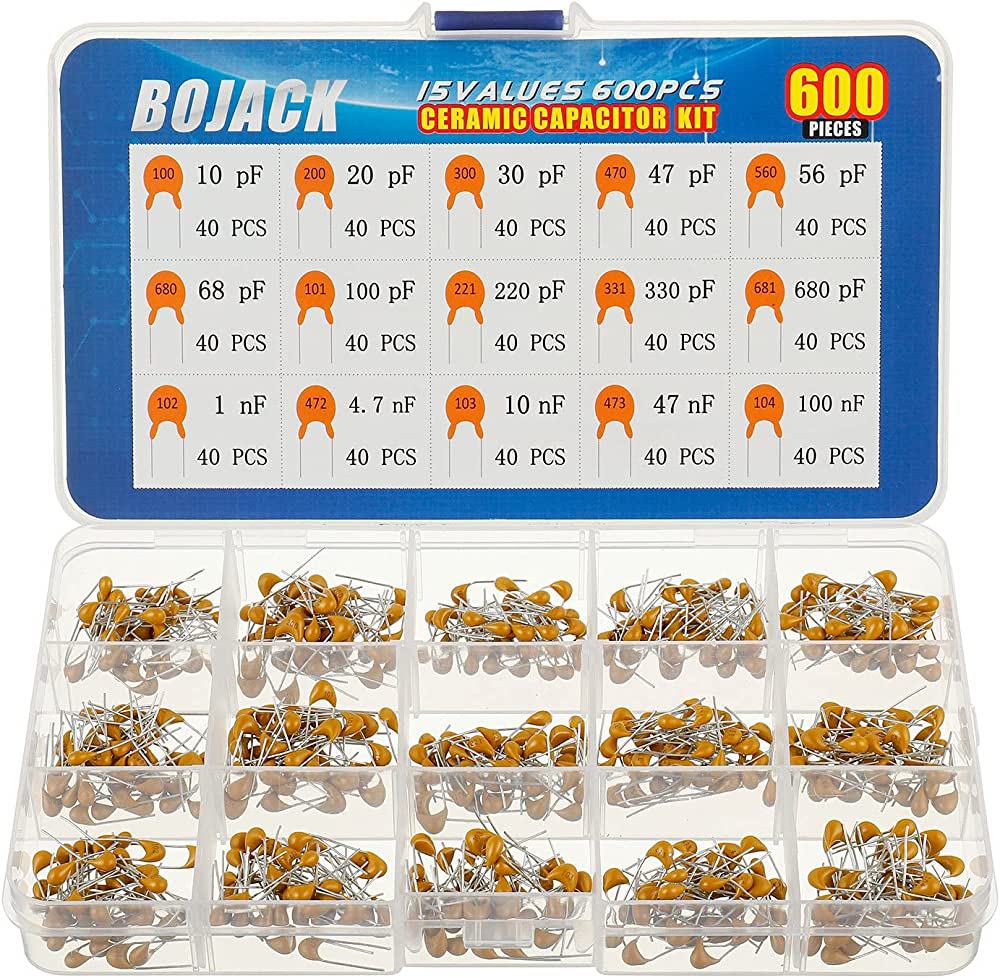 BOJACK
15VALUES 600PCS
CERAMIC CAPACITOR KIT
600
PIECES
100 10 pF 200 20 pF 300 30 pF 470 47 pF 560 56 pF
40 PCS 40 PCS 40 PCS 40 PCS 40 PCS
680 68 pF 101 100 pF 221 220 pF 331 330 pF 681 680 pF
40 PCS 40 PCS 40 PCS 40 PCS 40 PCS
102 1 nF 472 4.7 nF 103 10 nF 473 47 nF 104 100 nF
40 PCS 40 PCS 40 PCS 40 PCS 40 PCS